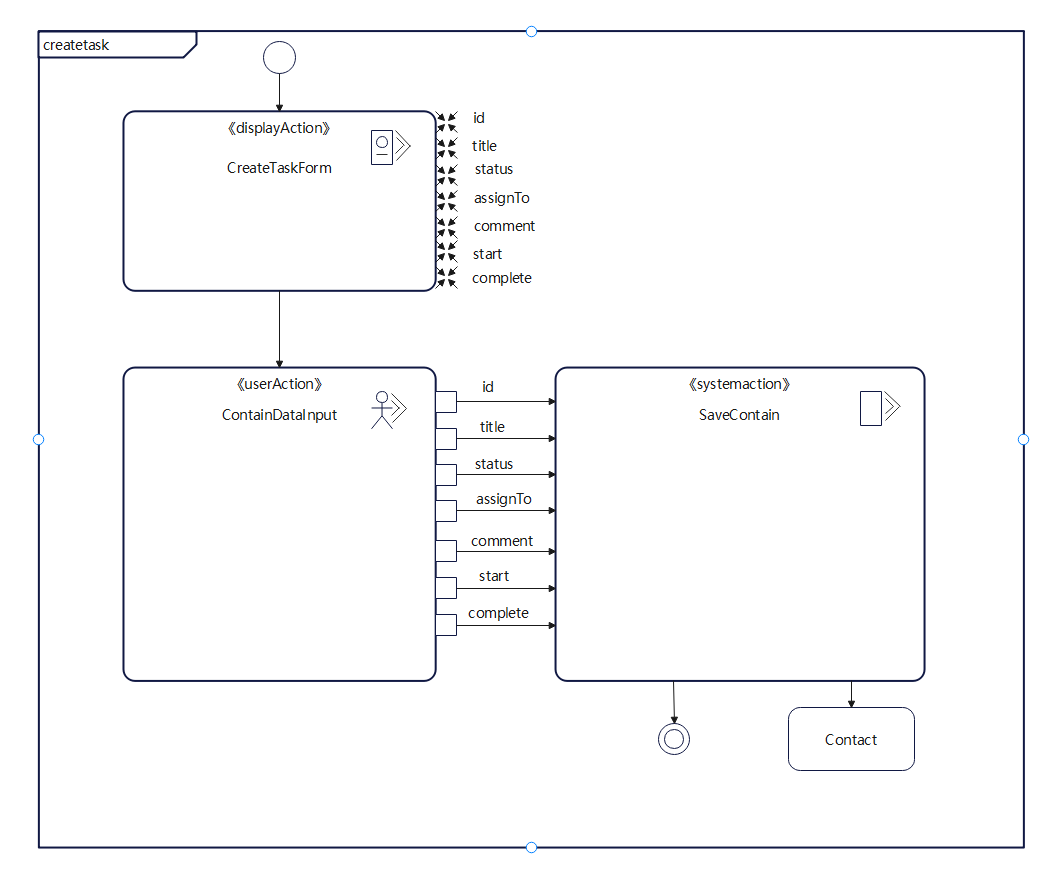 createtask
《displayAction》
CreateTaskForm
id
title
status
assignTo
comment
start
complete
《userAction》
ContainDataInput
id
title
status
assignTo
comment
start
complete
《systemaction》
SaveContain
Contact